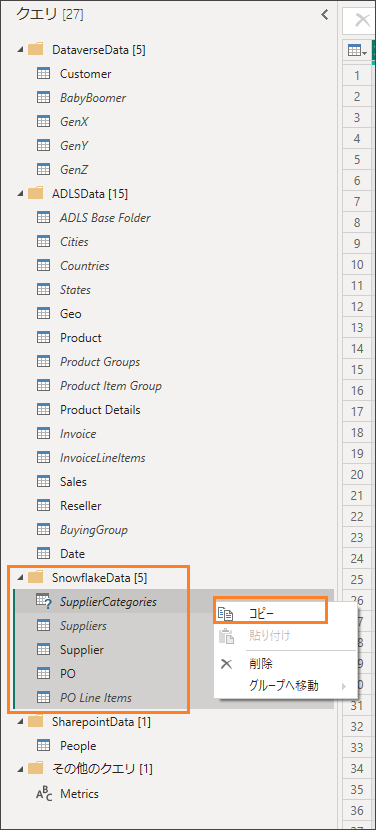 クエリ [27]
DataverseData [5]
Customer
BabyBoomer
GenX
GenY
GenZ
ADLSData [15]
ADLS Base Folder
Cities
Countries
States
Geo
Product
Product Groups
Product Item Group
Product Details
Invoice
InvoiceLineItems
Sales
Reseller
BuyingGroup
Date
SnowflakeData [5]
SupplierCategories
Suppliers
Supplier
PO
PO Line Items
SharepointData [1]
People
その他のクエリ [1]
ABC Metrics
コピー
貼り付け
削除
グループへ移動
1
2
3
4
5
6
7
8
9
10
11
12
13
14
15
16
17
18
19
20
21
22
23
24
25
26
27
28
29
30
31
32
33
34
35